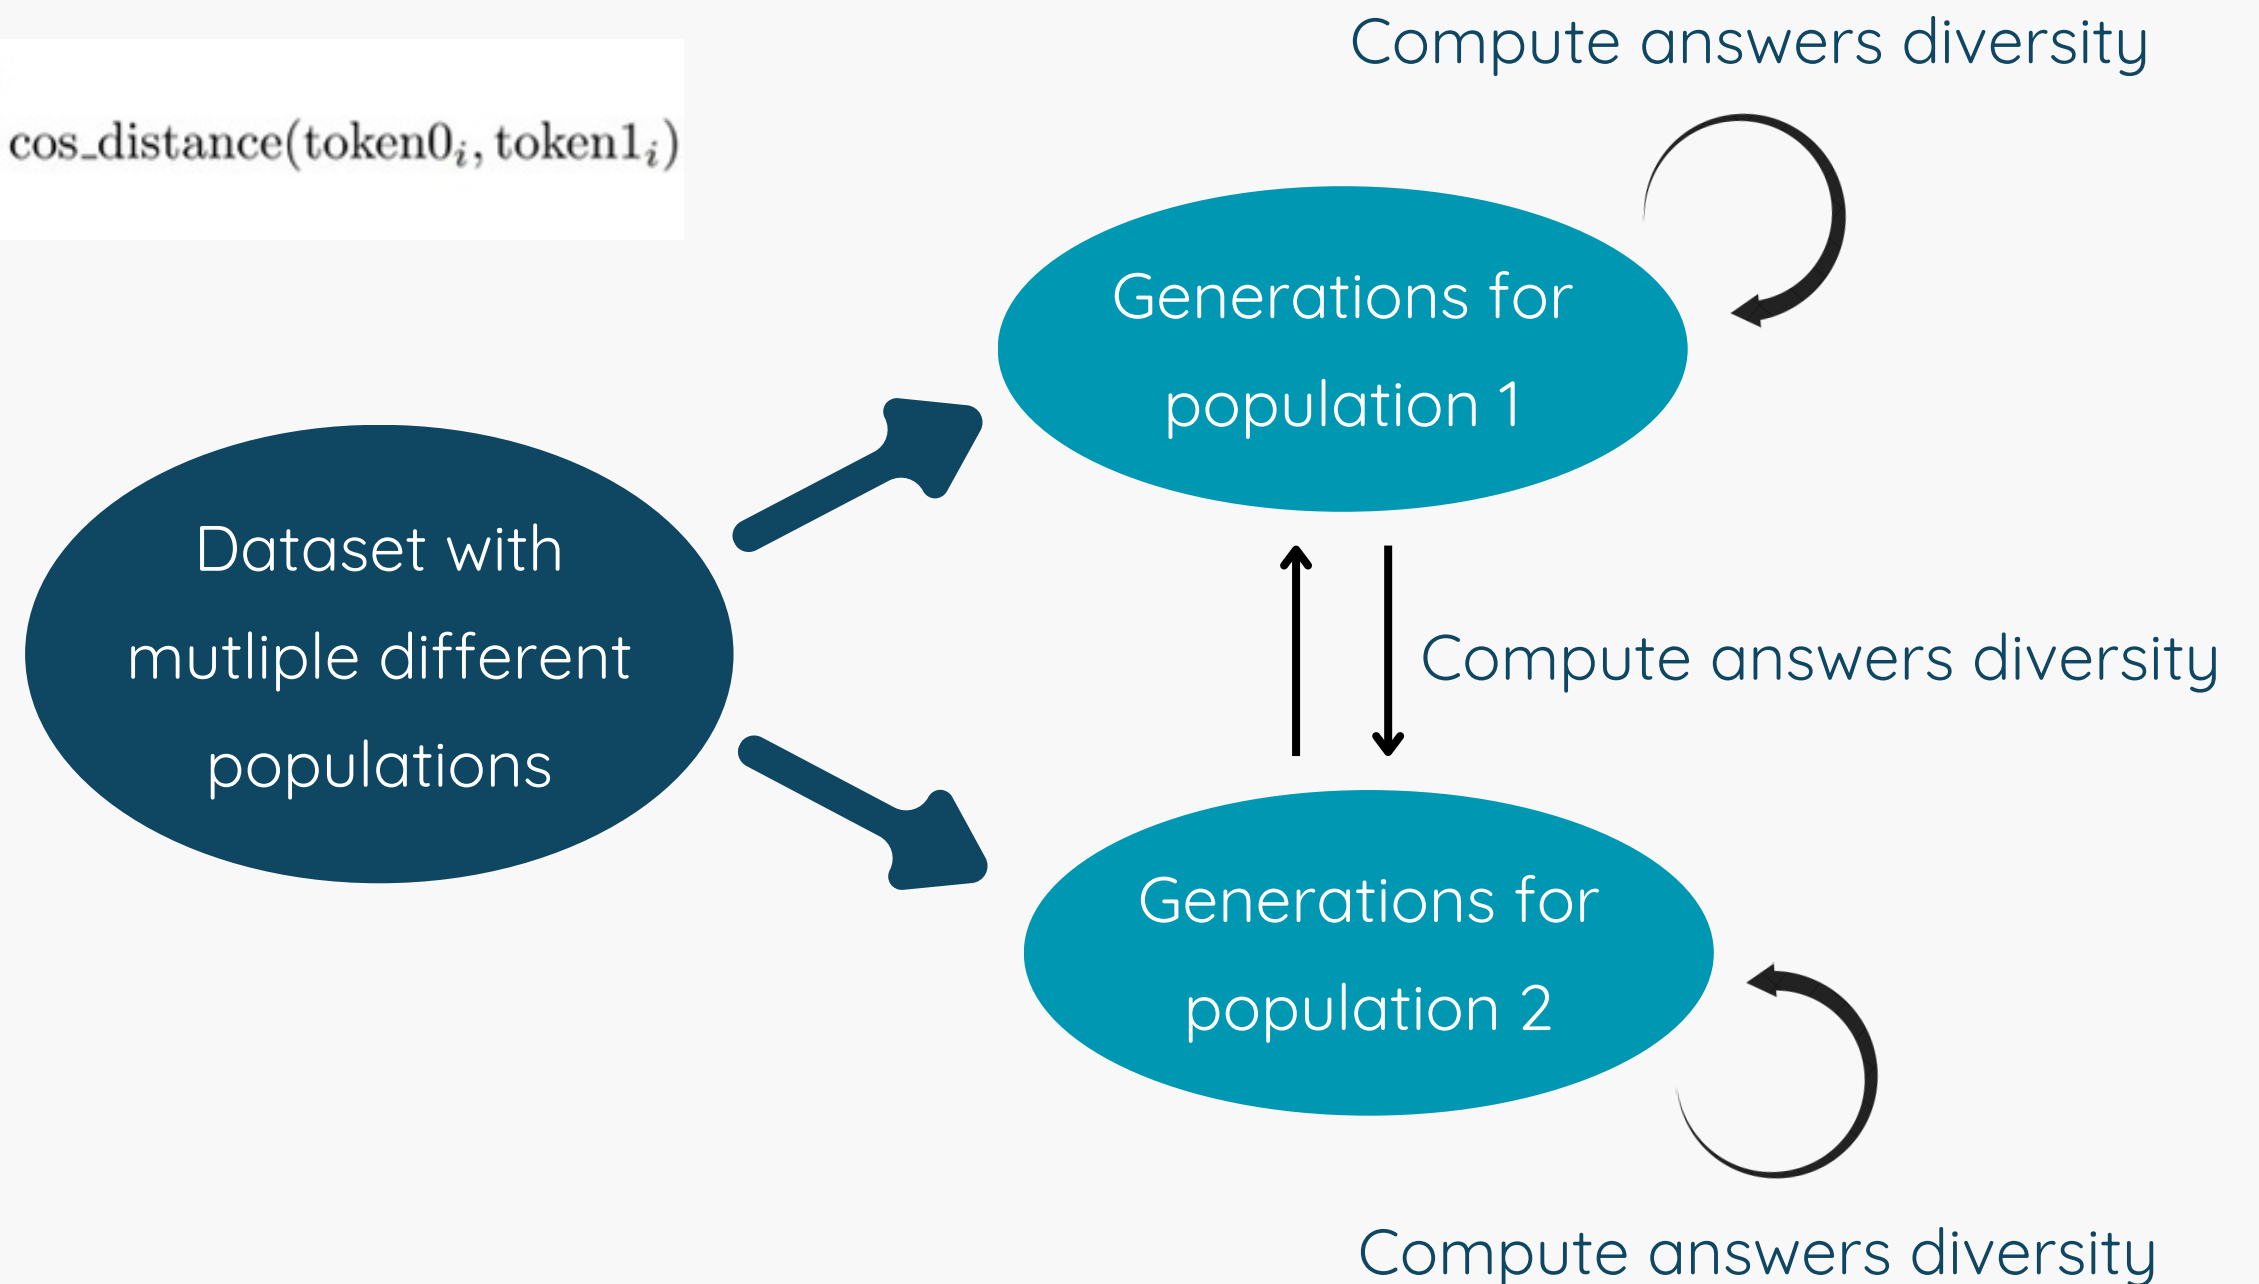 Compute answers diversity
cos_distance(token0i, token1i)
Generations for
population 1
Dataset with
mutliple different
populations
Compute answers diversity
Generations for
population 2
Compute answers diversity